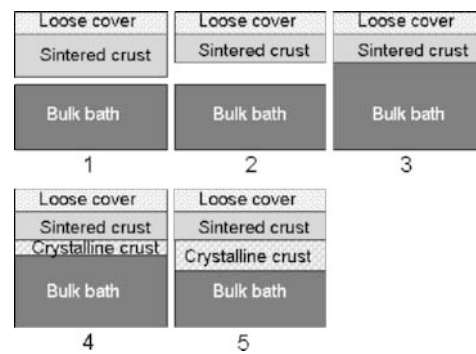 Loose cover Loose cover Loose cover
Sintered crust Sintered crust Sintered crust
Bulk bath Bulk bath Bulk bath
1 2 3
Loose cover Loose cover
Sintered crust Sintered crust
Crystalline crust Crystalline crust
Bulk bath Bulk bath
4 5